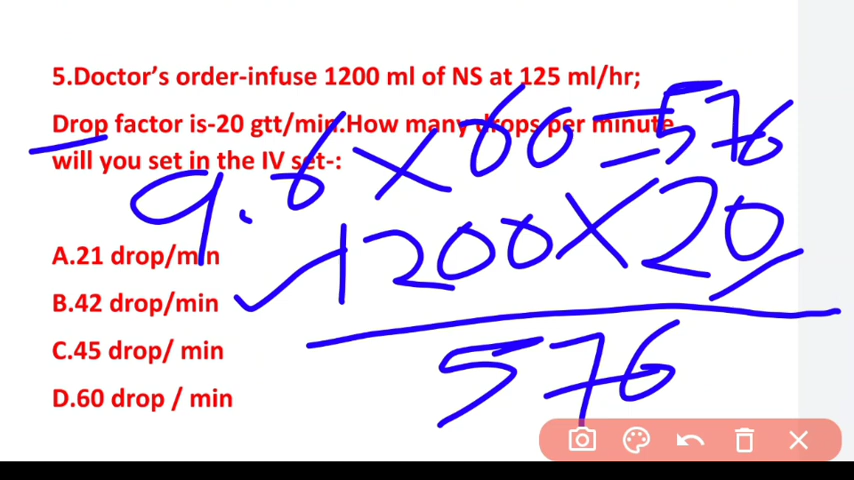 5.Doctor's order-infuse 1200 ml of NS at 125 ml/hr;
Drop factor is-20 gtt/min.How many drops per minute
will you set in the IV set-:
9.6 X 60 = 576
1200 X 20
576
A.21 drop/min
B.42 drop/min
C.45 drop/ min
D.60 drop / min